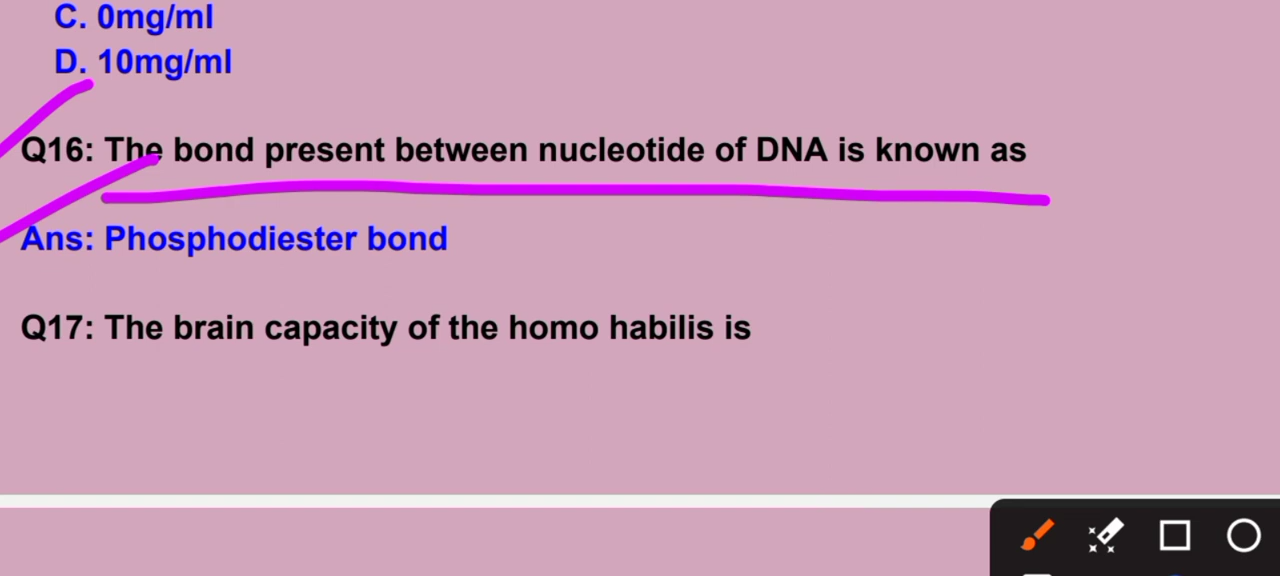 C. 0mg/ml
D. 10mg/ml
Q16: The bond present between nucleotide of DNA is known as
Ans: Phosphodiester bond
Q17: The brain capacity of the homo habilis is